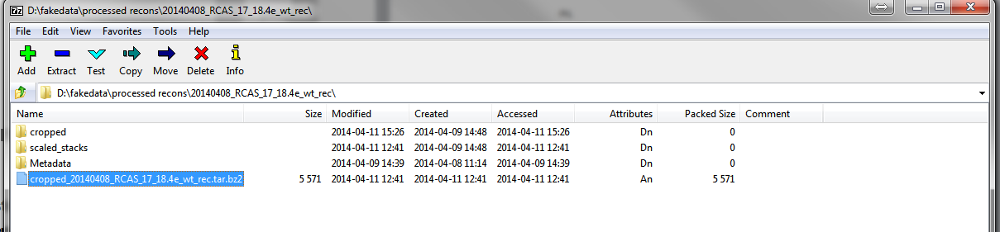 D:\fakedata\processed recons\20140408_RCAS_17_18.4e_wt_rec\
File Edit View Favorites Tools Help
Add Extract Test Copy Move Delete Info
D:\fakedata\processed recons\20140408_RCAS_17_18.4e_wt_rec\
Name Size Modified Created Accessed Attributes Packed Size Comment
cropped 2014-04-11 15:26 2014-04-09 14:48 2014-04-11 15:26 Dn 0
scaled_stacks 2014-04-11 12:41 2014-04-09 14:48 2014-04-11 12:41 Dn 0
Metadata 2014-04-09 14:39 2014-04-08 11:14 2014-04-09 14:39 Dn 0
cropped_20140408_RCAS_17_18.4e_wt_rec.tar.bz2 5 571 2014-04-11 12:41 2014-04-11 12:41 2014-04-11 12:41 An 5 571